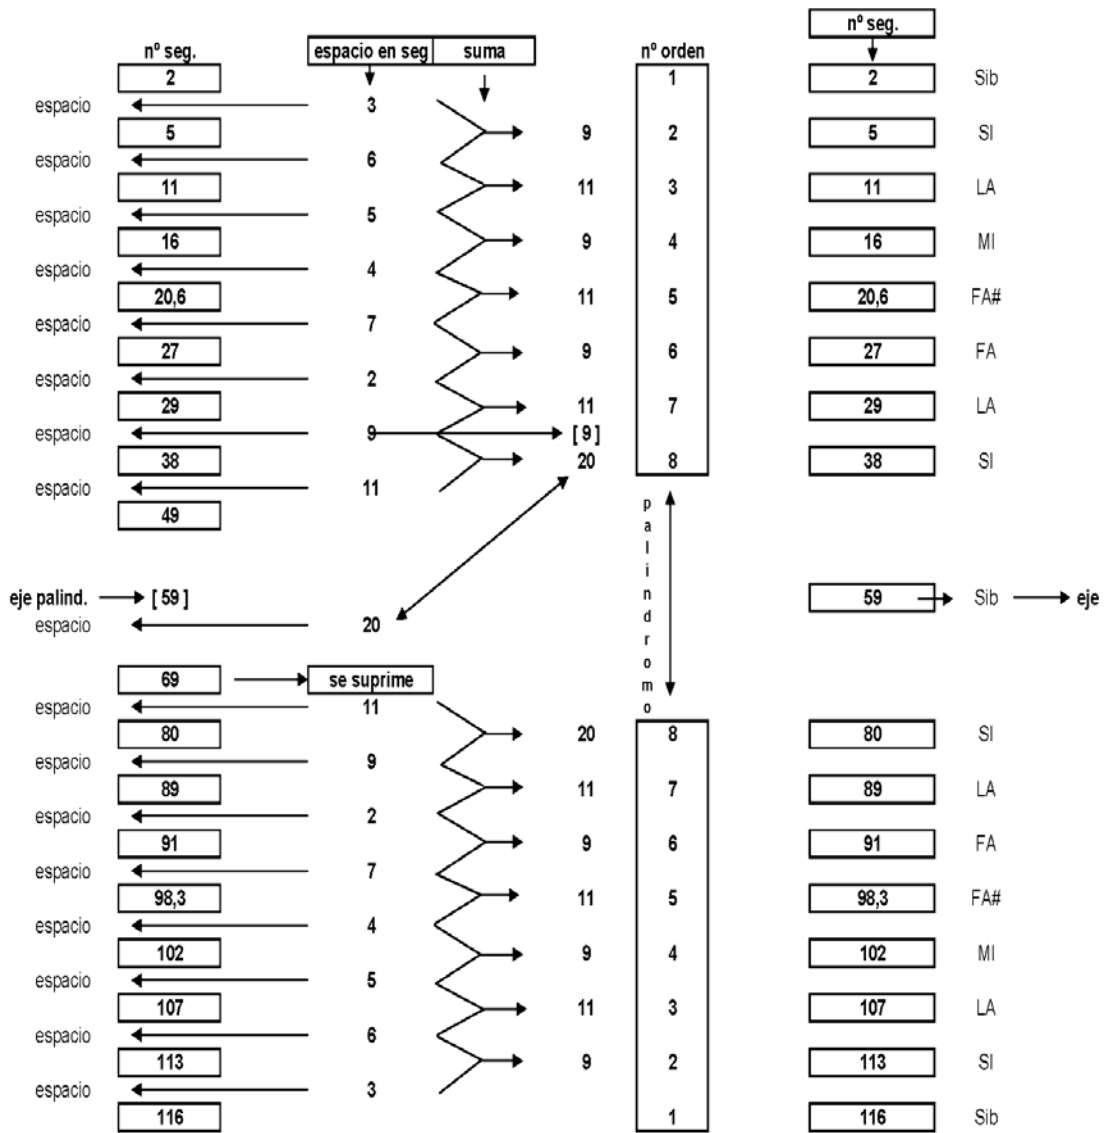 nº seg.
nº seg. espacio en seg suma nº orden
2 1 2 Sib
espacio 3
5 9 2 5 SI
espacio 6
11 11 3 11 LA
espacio 5
16 9 4 16 MI
espacio 4
20,6 11 5 20,6 FA#
espacio 7
27 9 6 27 FA
espacio 2
29 11 7 29 LA
espacio 9 [ 9 ]
38 20 8 38 SI
espacio 11
49
palíndromo
eje palind. [ 59 ] 59 Sib eje
espacio 20
69 se suprime
espacio 11
80 20 8 80 SI
espacio 9
89 11 7 89 LA
espacio 2
91 9 6 91 FA
espacio 7
98,3 11 5 98,3 FA#
espacio 4
102 9 4 102 MI
espacio 5
107 11 3 107 LA
espacio 6
113 9 2 113 SI
espacio 3
116 1 116 Sib